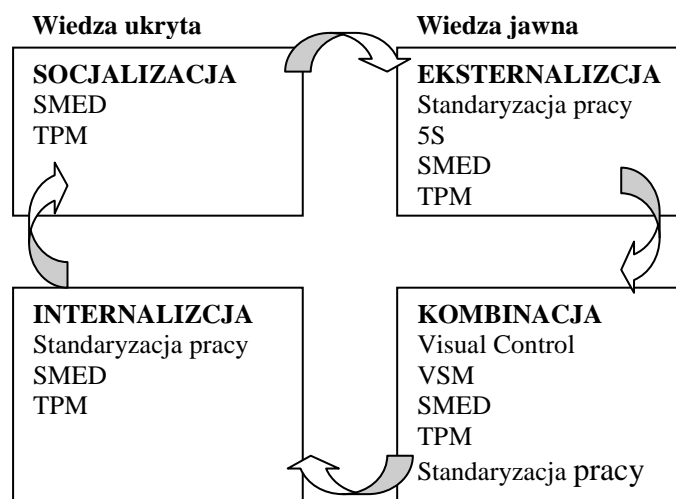 Wiedza ukryta
Wiedza jawna
SOCJALIZACJA
SMED
TPM
EKSTERNALIZCJA
Standaryzacja pracy
5S
SMED
TPM
INTERNALIZCJA
Standaryzacja pracy
SMED
TPM
KOMBINACJA
Visual Control
VSM
SMED
TPM
Standaryzacja pracy